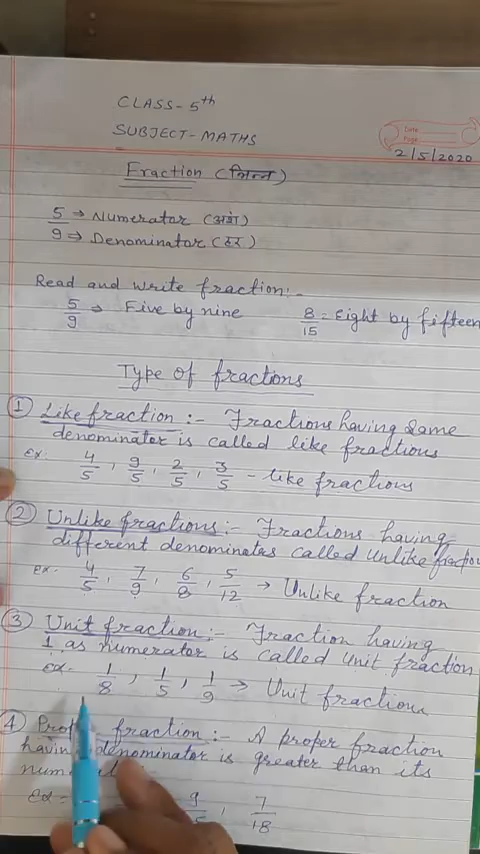 CLASS-5th
SUBJECT-MATHS
Date
Page
2/5/2020
Fraction (भिन्न)
5 → Numerator (अंश)
9 → Denominator (हर)
Read and write fraction:-
5/9 → Five by nine 8/15 = Eight by fifteen
Type of fractions
① Like fraction :- Fractions having same
denominator is called like fractions
Ex. 4/5, 9/5, 2/5, 3/5 - like fractions
② Unlike fractions :- Fractions having
different denominates called unlike fractio
Ex. 4/5, 7/9, 6/8, 5/12 → Unlike fraction
③ Unit fraction :- Fraction having
1 as numerator is called unit fraction
Ex- 1/8, 1/5, 1/9 → Unit fractions
④ fraction :- A proper fraction
denominator is greater than its
Ex = 7/18